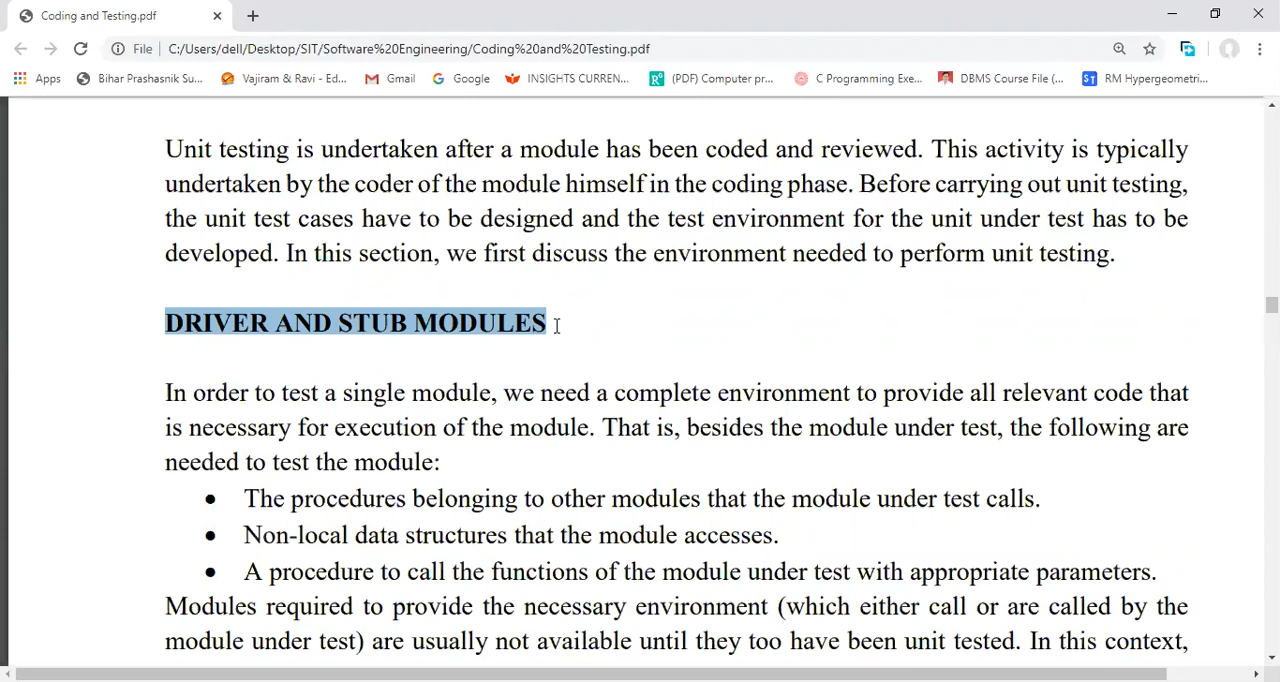 Coding and Testing.pdf
File C:/Users/dell/Desktop/SIT/Software%20Engineering/Coding%20and%20Testing.pdf
Apps Bihar Prashasnik Su... Vajiram & Ravi - Ed... Gmail Google INSIGHTS CURREN... (PDF) Computer pr... C Programming Exe... DBMS Course File (... RM Hypergeometri...
Unit testing is undertaken after a module has been coded and reviewed. This activity is typically
undertaken by the coder of the module himself in the coding phase. Before carrying out unit testing,
the unit test cases have to be designed and the test environment for the unit under test has to be
developed. In this section, we first discuss the environment needed to perform unit testing.
DRIVER AND STUB MODULES
In order to test a single module, we need a complete environment to provide all relevant code that
is necessary for execution of the module. That is, besides the module under test, the following are
needed to test the module:
• The procedures belonging to other modules that the module under test calls.
• Non-local data structures that the module accesses.
• A procedure to call the functions of the module under test with appropriate parameters.
Modules required to provide the necessary environment (which either call or are called by the
module under test) are usually not available until they too have been unit tested. In this context,